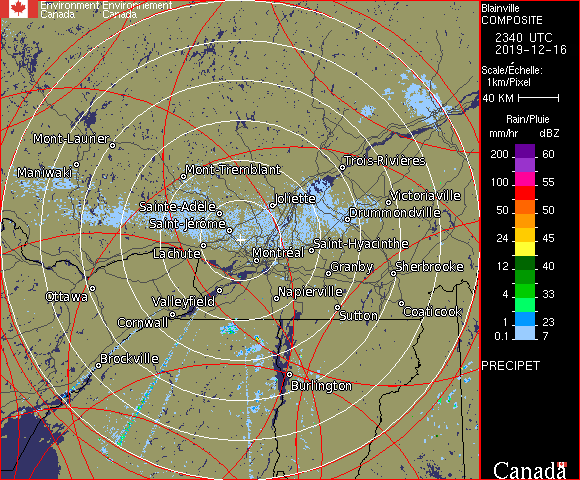 Environment Environnement
Canada Canada
Blainville
COMPOSITE
2340 UTC
2019-12-16
Scale/Échelle:
1km/Pixel
40 KM
Rain/Pluie
mm/hr dBZ
200 60
150 57
100 55
50 50
24 45
12 40
4 33
1 23
0.1 7
PRECIPET
Canada
Mont-Laurier
Maniwaki
Mont-Tremblant
Trois-Rivières
Joliette
Victoriaville
Sainte-Adèle
Drummondville
Saint-Jérôme
Lachute
Montréal
Saint-Hyacinthe
Granby
Sherbrooke
Ottawa
Valleyfield
Napierville
Cornwall
Sutton
Coaticook
Brockville
Burlington